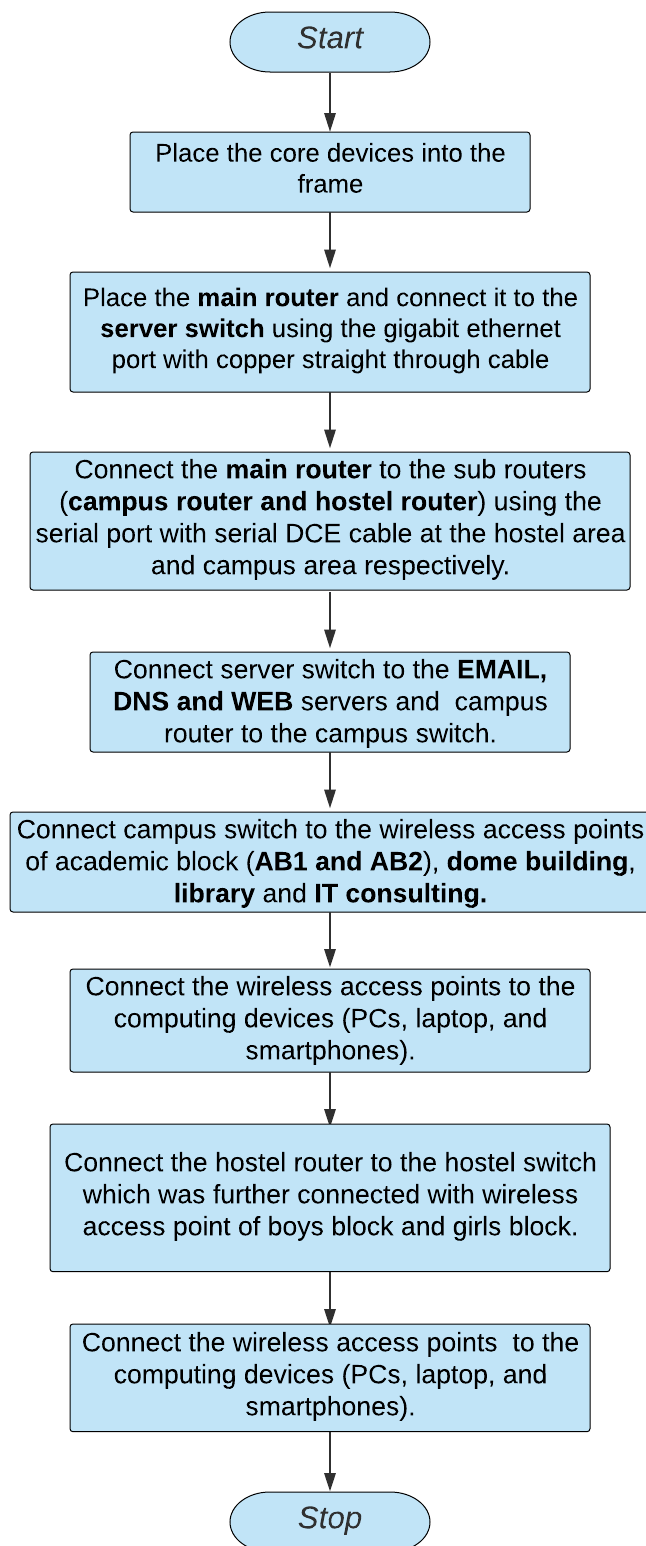 Start
Place the core devices into the
frame
Place the main router and connect it to the
server switch using the gigabit ethernet
port with copper straight through cable
Connect the main router to the sub routers
(campus router and hostel router) using the
serial port with serial DCE cable at the hostel area
and campus area respectively.
Connect server switch to the EMAIL,
DNS and WEB servers and  campus
router to the campus switch.
Connect campus switch to the wireless access points
of academic block (AB1 and AB2), dome building,
library and IT consulting.
Connect the wireless access points to the
computing devices (PCs, laptop, and
smartphones).
Connect the hostel router to the hostel switch
which was further connected with wireless
access point of boys block and girls block.
Connect the wireless access points  to the
computing devices (PCs, laptop, and
smartphones).
Stop